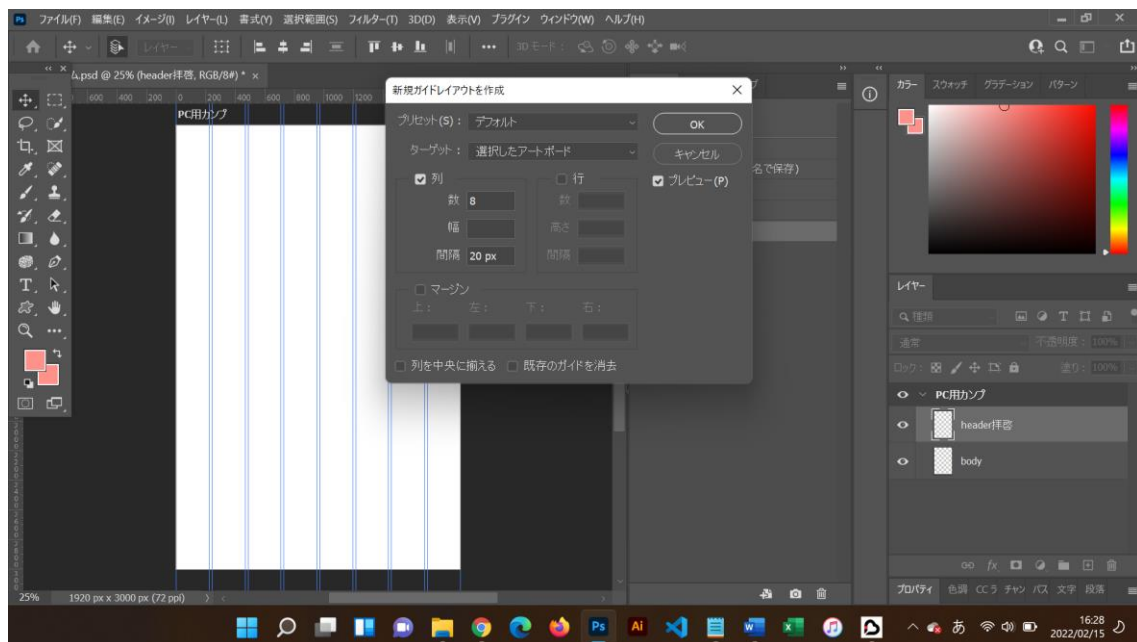 Ps ファイル(F) 編集(E) イメージ(I) レイヤー(L) 書式(Y) 選択範囲(S) フィルター(T) 3D(D) 表示(V) プラグイン ウィンドウ(W) ヘルプ(H)
レイヤー 3D モード :
ム.psd @ 25% (header拝啓, RGB/8#) * ×
600 400 200 0 200 400 600 800 1000 1200
PC用カンプ
新規ガイドレイアウトを作成
プリセット(S) : デフォルト
OK
ターゲット : 選択したアートボード
キャンセル
列 行
プレビュー(P)
数 8 数
幅 高さ
間隔 20 px 間隔
マージン
上 : 左 : 下 : 右 :
列を中央に揃える 既存のガイドを消去
名で保存)
カラー スウォッチ グラデーション パターン
レイヤー
種類
通常 不透明度 : 100%
ロック : 塗り : 100%
PC用カンプ
header拝啓
body
fx
プロパティ 色調 CC ラ チャン パス 文字 段落
25% 1920 px x 3000 px (72 ppi)
Ps Ai
あ
16:28
2022/02/15